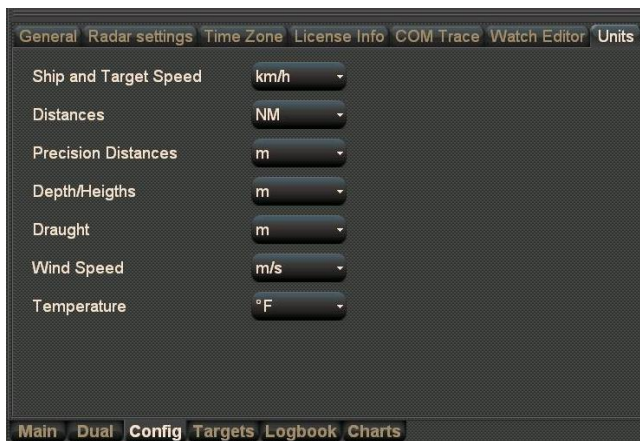 General Radar settings Time Zone License Info COM Trace Watch Editor Units
Ship and Target Speed km/h
Distances NM
Precision Distances m
Depth/Heigths m
Draught m
Wind Speed m/s
Temperature °F
Main Dual Config Targets Logbook Charts